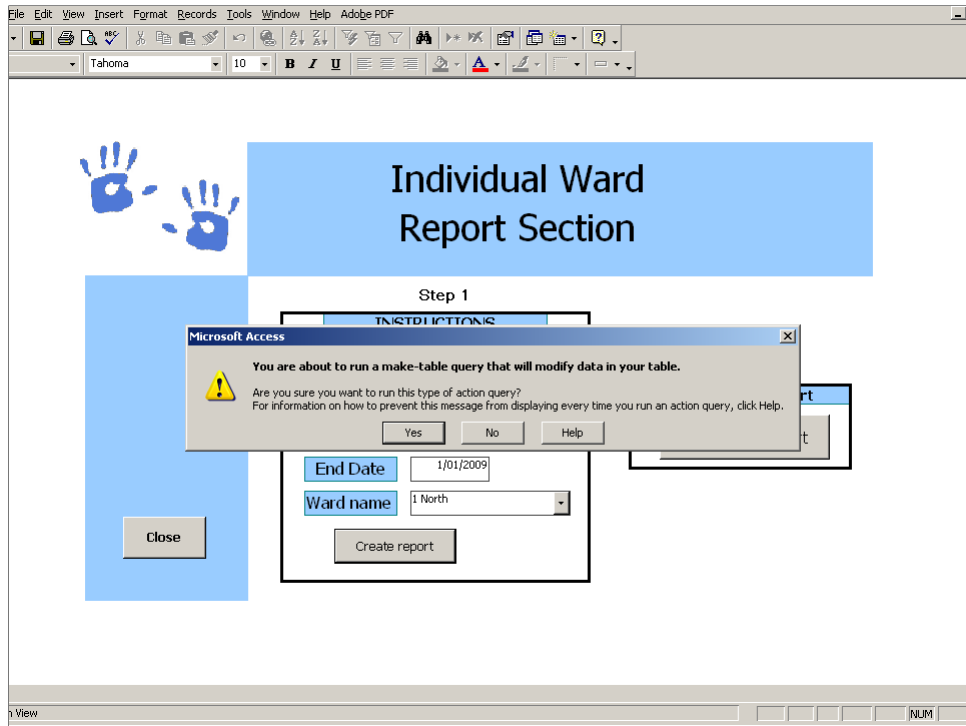 File Edit View Insert Format Records Tools Window Help Adobe PDF
Tahoma 10 B I U
Individual Ward
Report Section
Step 1
INSTRUCTIONS
Microsoft Access
You are about to run a make-table query that will modify data in your table.
Are you sure you want to run this type of action query?
For information on how to prevent this message from displaying every time you run an action query, click Help.
Yes No Help
End Date 1/01/2009
Ward name 1 North
Close
Create report
View
NUM